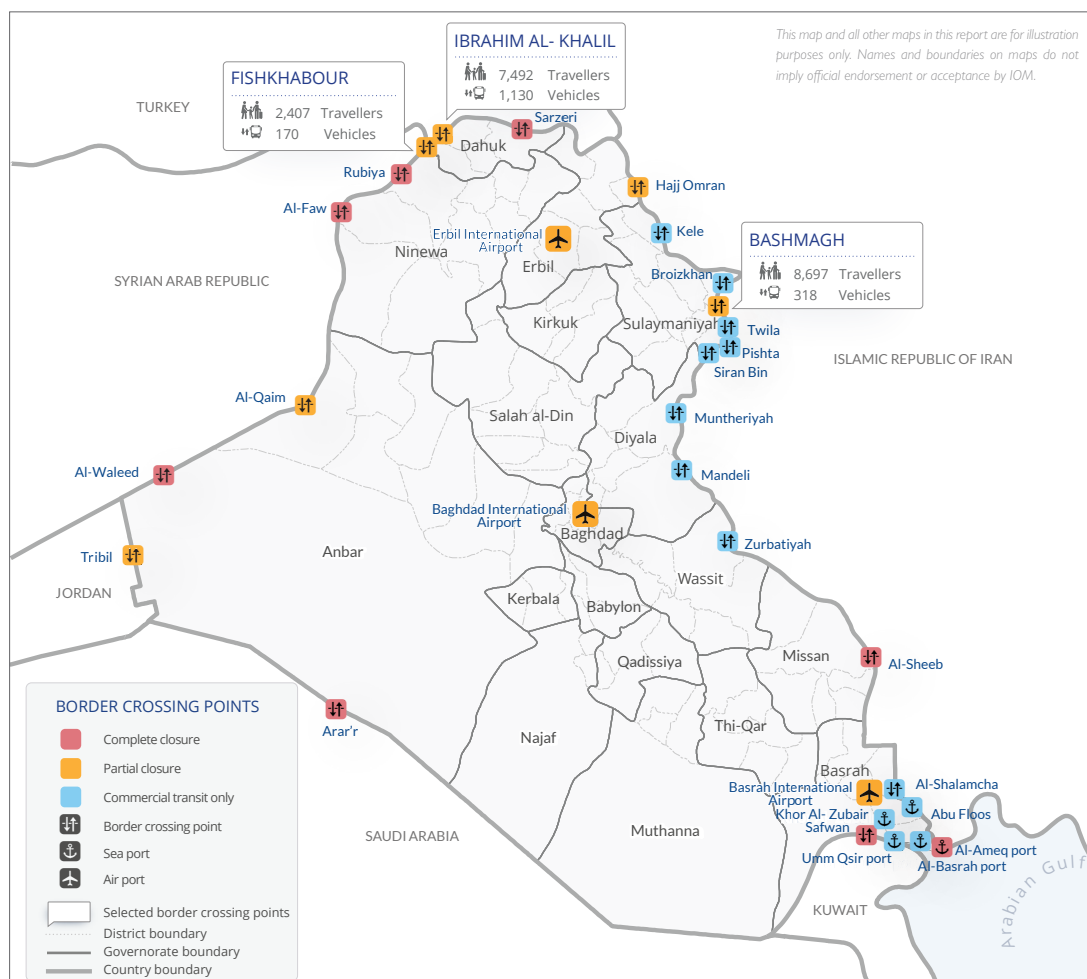 This map and all other maps in this report are for illustration
purposes only. Names and boundaries on maps do not
imply official endorsement or acceptance by IOM.
IBRAHIM AL- KHALIL
7,492 Travellers
1,130 Vehicles
FISHKHABOUR
2,407 Travellers
170 Vehicles
TURKEY
Sarzeri
Dahuk
Rubiya
Hajj Omran
Al-Faw
Kele
Erbil International
Airport
Ninewa
Erbil
BASHMAGH
8,697 Travellers
318 Vehicles
SYRIAN ARAB REPUBLIC
Broizkhan
Kirkuk
Sulaymaniyah
Twila
Pishta
Siran Bin
ISLAMIC REPUBLIC OF IRAN
Al-Qaim
Salah al-Din
Muntheriyah
Diyala
Al-Waleed
Mandeli
Baghdad International
Airport
Baghdad
Zurbatiyah
Tribil
Anbar
JORDAN
Wassit
Kerbala
Babylon
Qadissiya
Missan
Al-Sheeb
Arar'r
Najaf
Thi-Qar
Basrah
Basrah International
Airport
Al-Shalamcha
Khor Al- Zubair
Abu Floos
Safwan
Muthanna
Umm Qsir port
Al-Ameq port
Al-Basrah port
SAUDI ARABIA
KUWAIT
Arabian Gulf
BORDER CROSSING POINTS
Complete closure
Partial closure
Commercial transit only
Border crossing point
Sea port
Air port
Selected border crossing points
District boundary
Governorate boundary
Country boundary